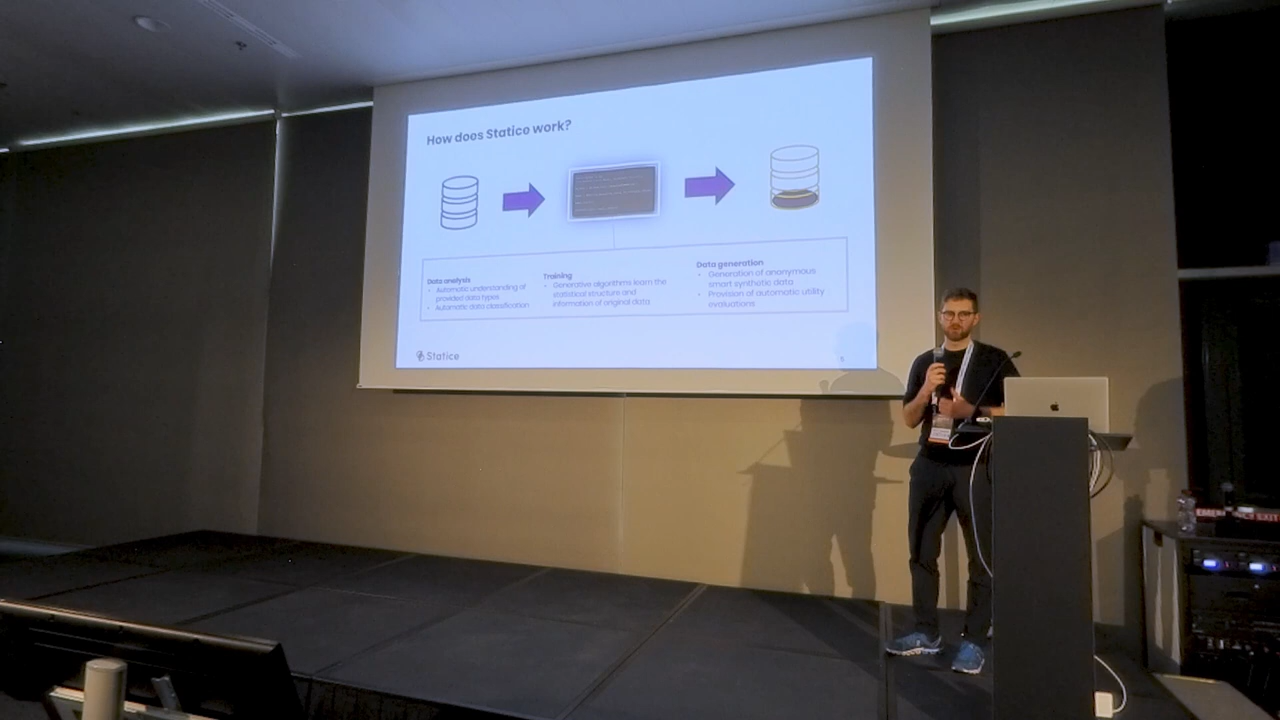 How does Statice work?
Data analysis
• Automatic understanding of
provided data types
• Automatic data classification
Training
• Generative algorithms learn the
statistical structure and
information of original data
Data generation
• Generation of anonymous
smart synthetic data
• Provision of automatic utility
evaluations
Statice
EXIT